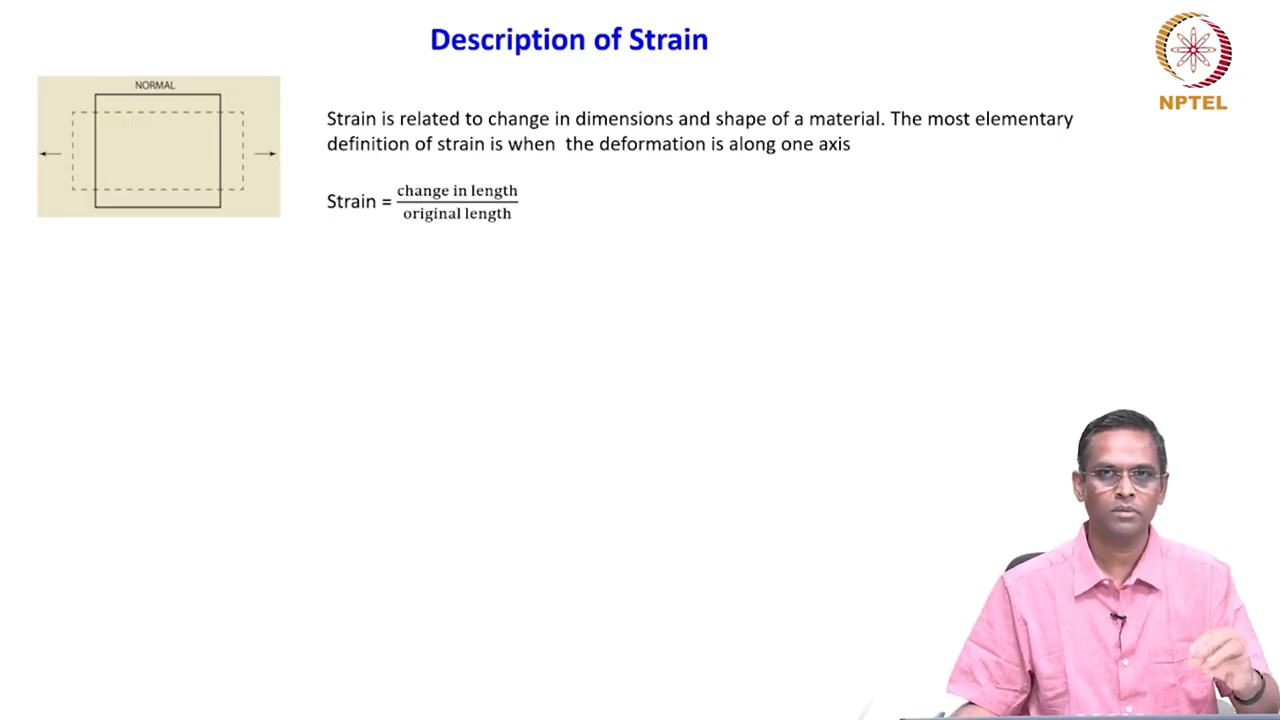 Description of Strain
NPTEL
NORMAL
Strain is related to change in dimensions and shape of a material. The most elementary
definition of strain is when the deformation is along one axis
Strain = change in length
original length